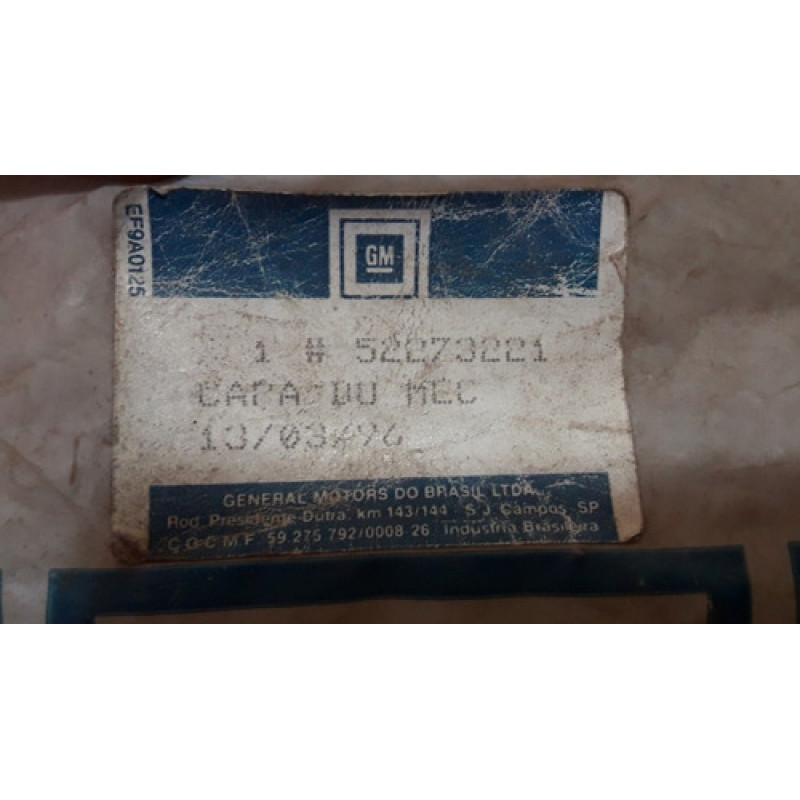 EF9A0125
GM
1 # 52273221
CAPA DO MEC
13/03/96
GENERAL MOTORS DO BRASIL LTDA.
Rod. Presidente Dutra, km 143/144 S.J. Campos, SP
C.G.C.M.F. 59 275 792/0008-26 Indústria Brasileira